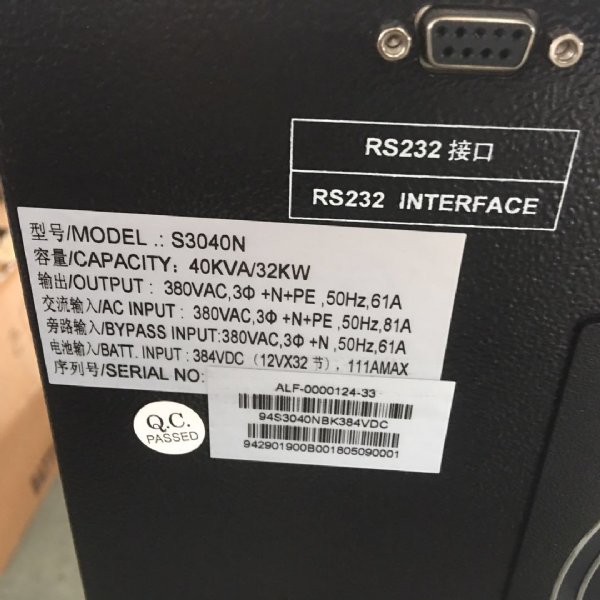 RS232 接口
RS232 INTERFACE
型号/MODEL .: S3040N
容量/CAPACITY: 40KVA/32KW
输出/OUTPUT : 380VAC,3Φ +N+PE ,50Hz,61A
交流输入/AC INPUT : 380VAC,3Φ +N+PE ,50Hz,81A
旁路输入/BYPASS INPUT:380VAC,3Φ +N ,50Hz,61A
电池输入/BATT. INPUT : 384VDC (12VX32 节) , 111AMAX
序列号/SERIAL NO:
ALF-0000124-33
94S3040NBK384VDC
942901900B001805090001
Q.C.
PASSED